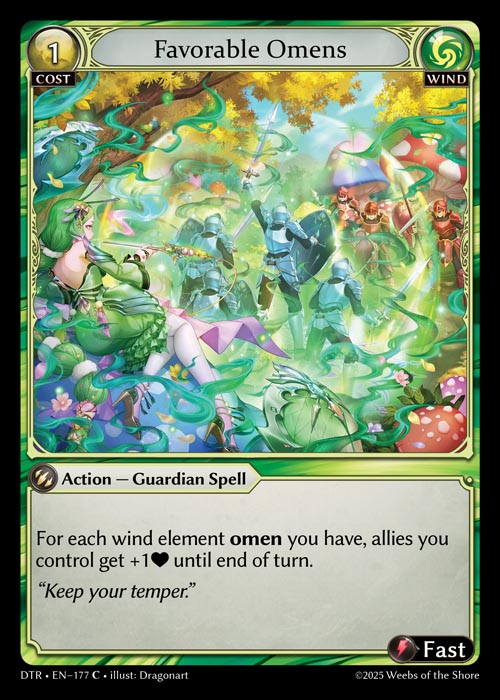 1
Favorable Omens
COST
WIND
Action — Guardian Spell
For each wind element omen you have, allies you
control get +1♥ until end of turn.
“Keep your temper.”
Fast
DTR • EN–177 C • illust: Dragonart
©2025 Weebs of the Shore